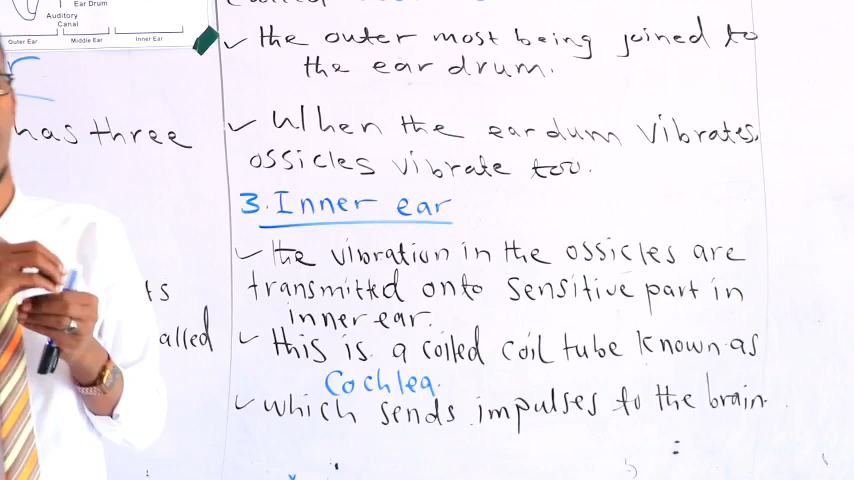 Ear Drum
Auditory
Canal
Outer Ear Middle Ear Inner Ear
r
has three
ts
alled
✓ the outer most being joined to
the ear drum.
✓ When the eardum vibrates,
ossicles vibrate too.
3. Inner ear
✓ the vibration in the ossicles are
transmitted onto sensitive part in
inner ear.
✓ this is a coiled coil tube known as
Cochlea.
✓ which sends impulses to the brain.